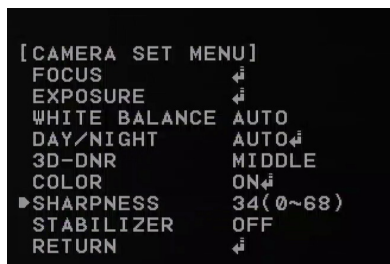 [CAMERA SET MENU]
FOCUS ↲
EXPOSURE ↲
WHITE BALANCE AUTO
DAY/NIGHT AUTO↲
3D-DNR MIDDLE
COLOR ON↲
▶SHARPNESS 34(0~68)
STABILIZER OFF
RETURN ↲